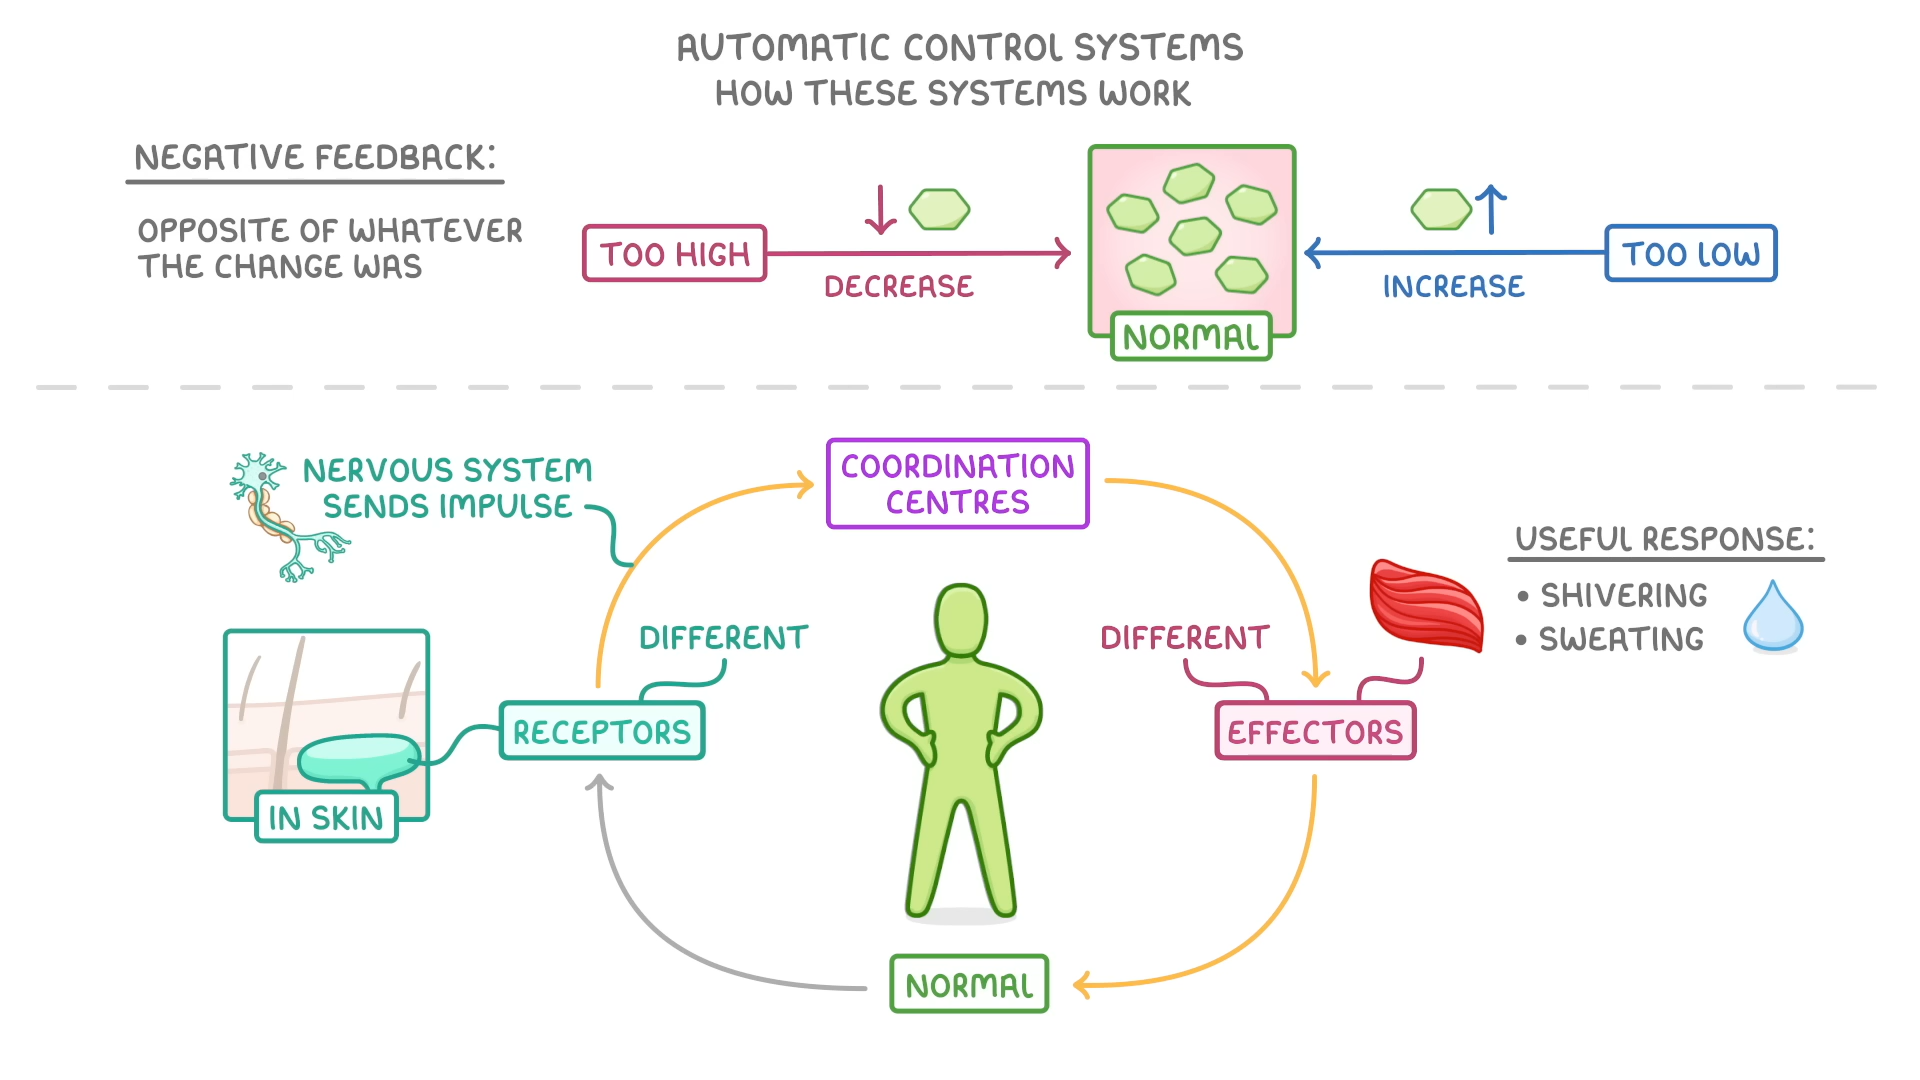 AUTOMATIC CONTROL SYSTEMS
HOW THESE SYSTEMS WORK
NEGATIVE FEEDBACK:
OPPOSITE OF WHATEVER
THE CHANGE WAS
TOO HIGH
DECREASE
NORMAL
INCREASE
TOO LOW
NERVOUS SYSTEM
SENDS IMPULSE
COORDINATION
CENTRES
USEFUL RESPONSE:
• SHIVERING
• SWEATING
DIFFERENT
DIFFERENT
RECEPTORS
EFFECTORS
IN SKIN
NORMAL